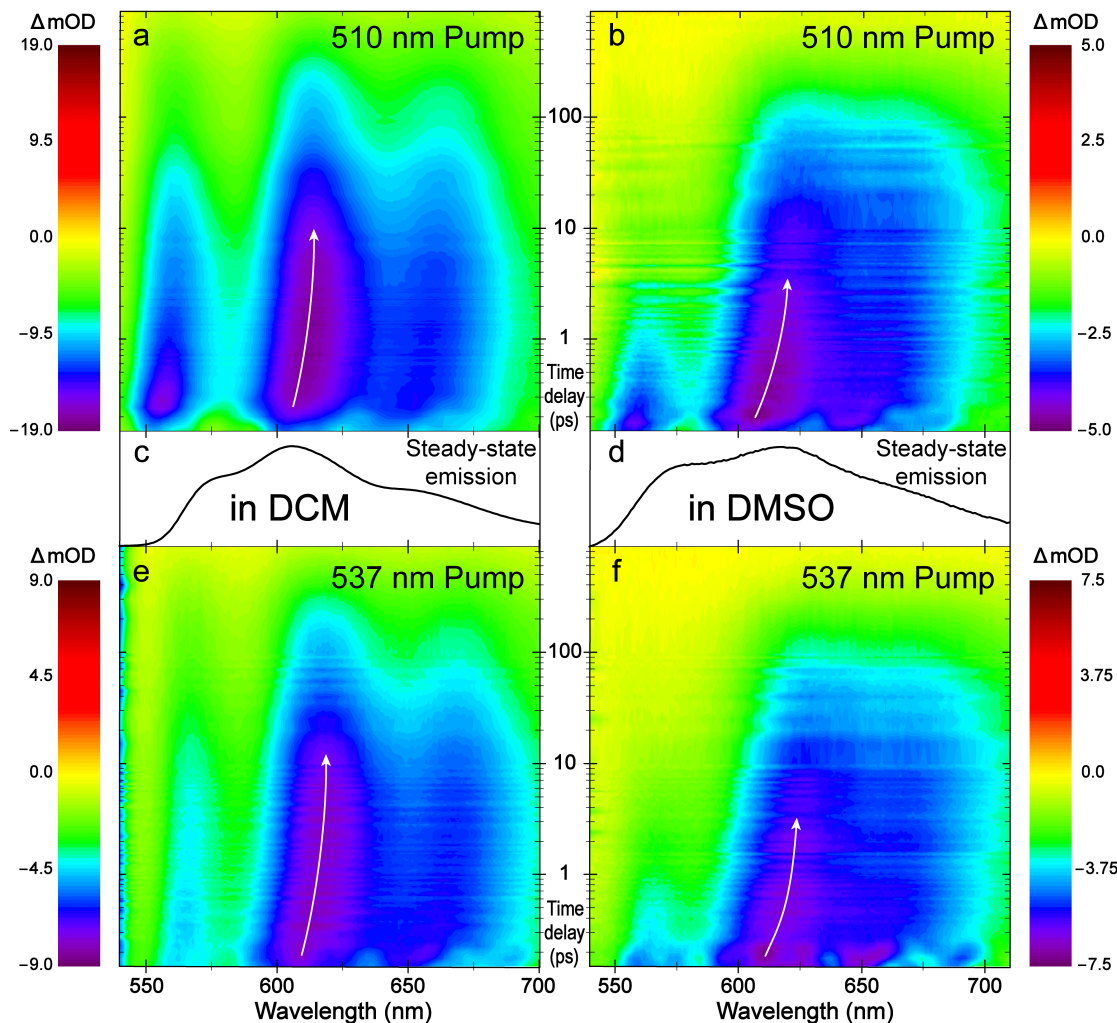 Δ mOD
19.0
9.5
0.0
−9.5
−19.0
a
510 nm Pump
100
10
1
Time
delay
(ps)
b
510 nm Pump
Δ mOD
5.0
2.5
0.0
−2.5
−5.0
c
Steady-state
emission
in DCM
d
Steady-state
emission
in DMSO
Δ mOD
9.0
4.5
0.0
−4.5
−9.0
e
537 nm Pump
100
10
1
Time
delay
(ps)
f
537 nm Pump
Δ mOD
7.5
3.75
0.0
−3.75
−7.5
550 600 650 700
Wavelength (nm)
550 600 650 700
Wavelength (nm)